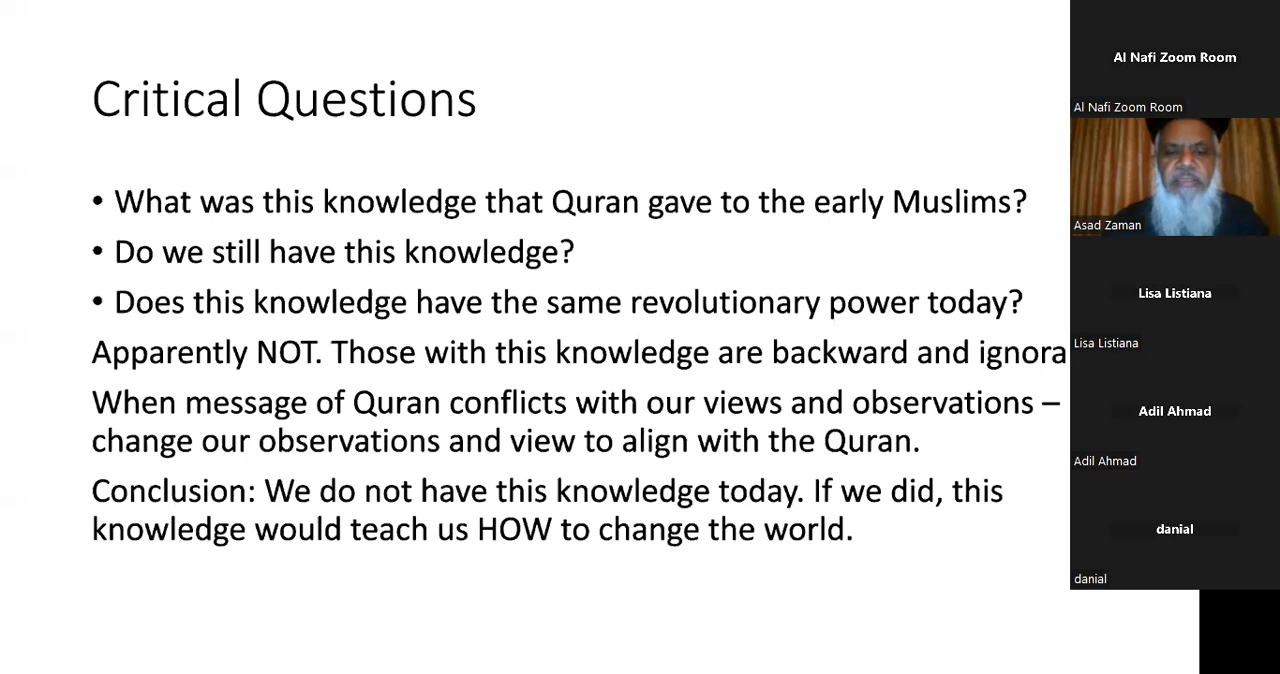 Critical Questions
• What was this knowledge that Quran gave to the early Muslims?
• Do we still have this knowledge?
• Does this knowledge have the same revolutionary power today?
Apparently NOT. Those with this knowledge are backward and ignora
When message of Quran conflicts with our views and observations –
change our observations and view to align with the Quran.
Conclusion: We do not have this knowledge today. If we did, this
knowledge would teach us HOW to change the world.
Al Nafi Zoom Room
Al Nafi Zoom Room
Asad Zaman
Lisa Listiana
Lisa Listiana
Adil Ahmad
Adil Ahmad
danial
danial